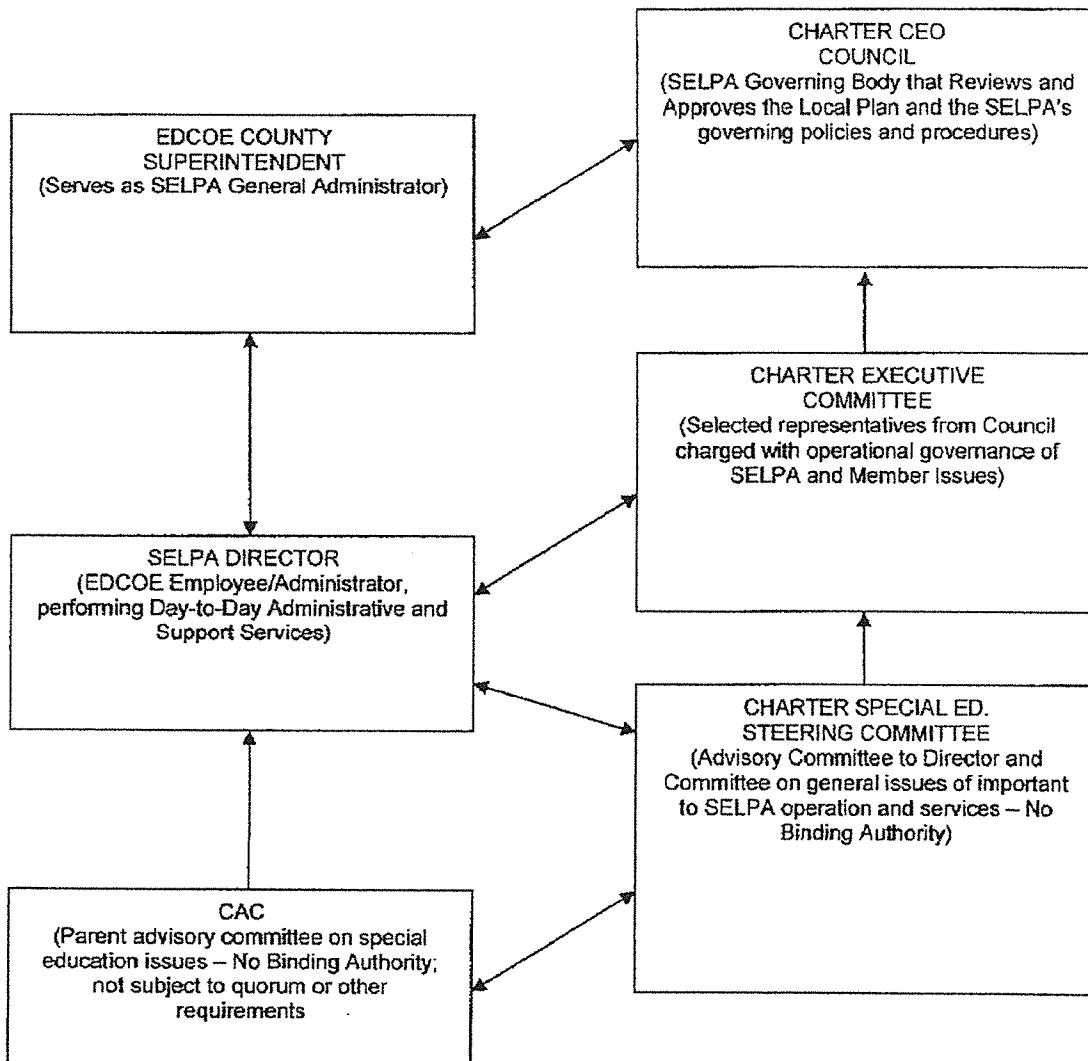 CHARTER CEO
COUNCIL
(SELPA Governing Body that Reviews and
Approves the Local Plan and the SELPA's
governing policies and procedures)
EDCOE COUNTY
SUPERINTENDENT
(Serves as SELPA General Administrator)
CHARTER EXECUTIVE
COMMITTEE
(Selected representatives from Council
charged with operational governance of
SELPA and Member Issues)
SELPA DIRECTOR
(EDCOE Employee/Administrator,
performing Day-to-Day Administrative and
Support Services)
CHARTER SPECIAL ED.
STEERING COMMITTEE
(Advisory Committee to Director and
Committee on general issues of important
to SELPA operation and services – No
Binding Authority)
CAC
(Parent advisory committee on special
education issues – No Binding Authority;
not subject to quorum or other
requirements